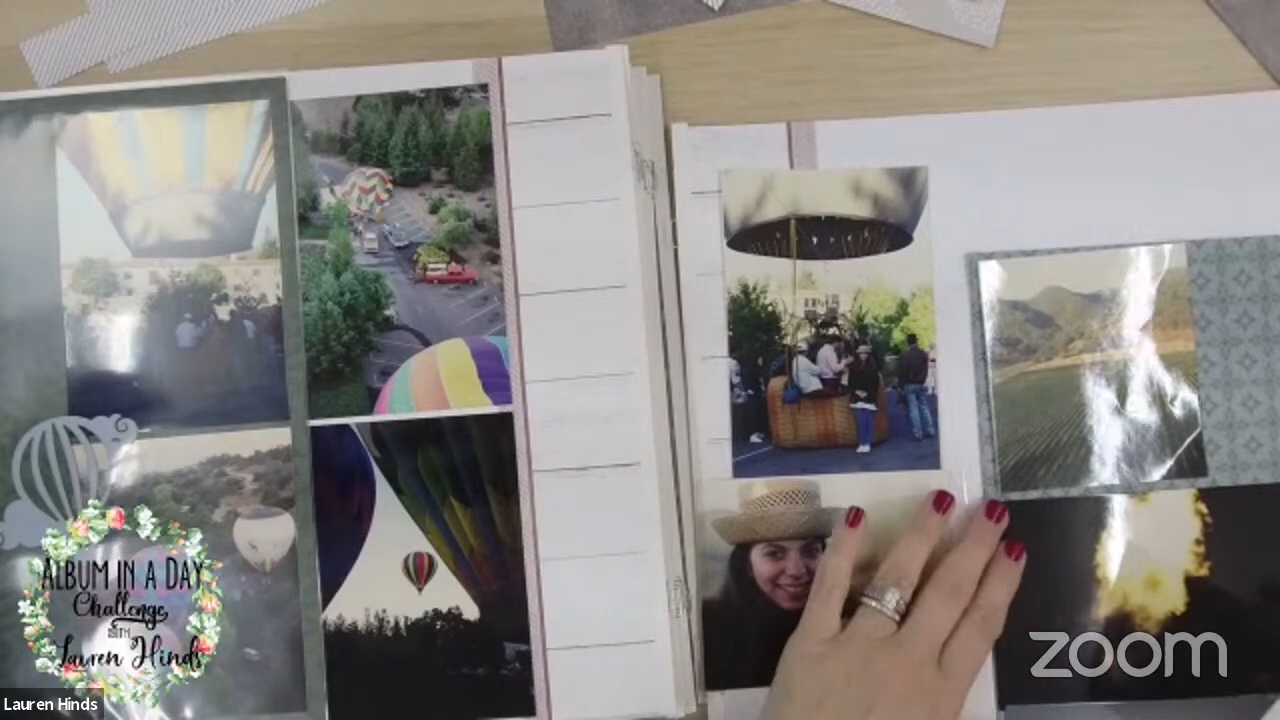 ALBUM IN A DAY
Challenge
WITH
Lauren Hinds
Lauren Hinds
zoom